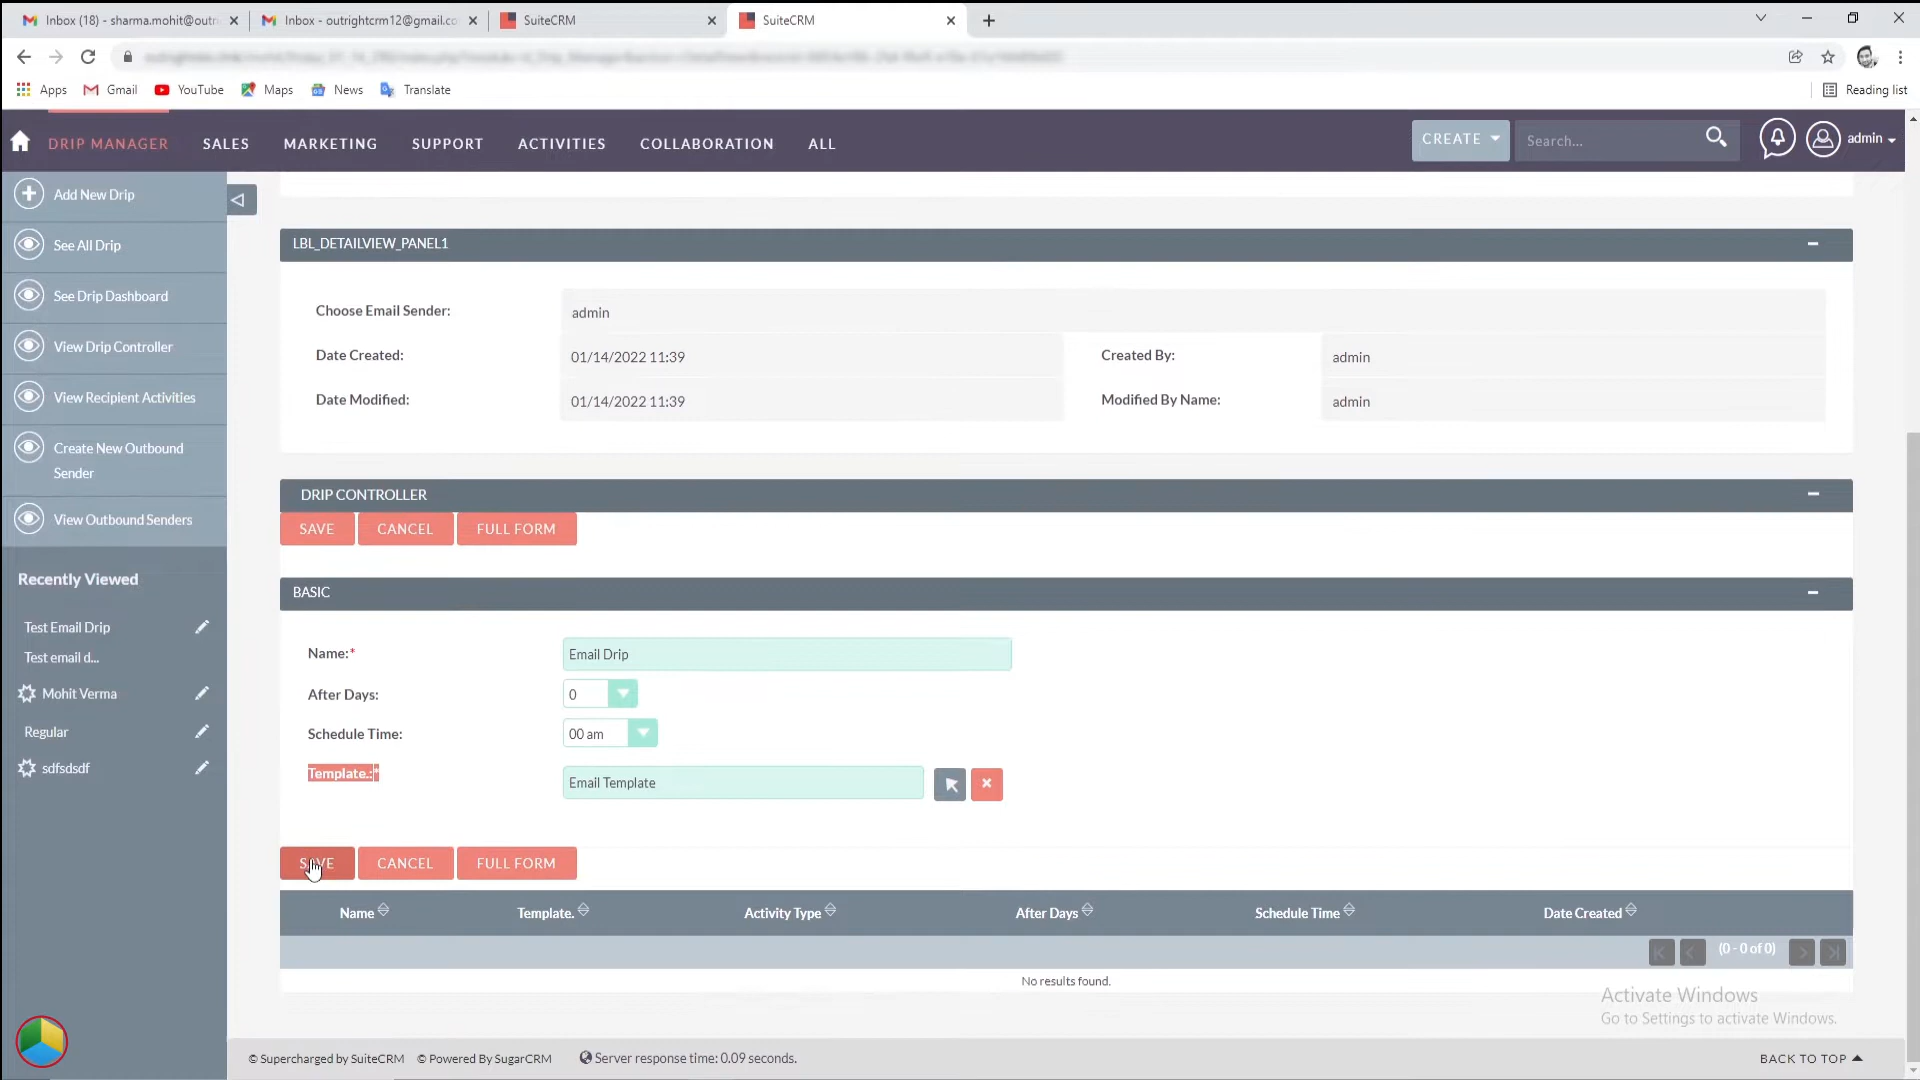 Inbox (18) - sharma.mohit@outri
Inbox - outrightcrm12@gmail.co
SuiteCRM
SuiteCRM
Apps
Gmail
YouTube
Maps
News
Translate
Reading list
DRIP MANAGER
SALES
MARKETING
SUPPORT
ACTIVITIES
COLLABORATION
ALL
CREATE
Search...
admin
Add New Drip
See All Drip
See Drip Dashboard
View Drip Controller
View Recipient Activities
Create New Outbound
Sender
View Outbound Senders
Recently Viewed
Test Email Drip
Test email d...
Mohit Verma
Regular
sdfsdsdf
LBL_DETAILVIEW_PANEL1
Choose Email Sender:
admin
Date Created:
01/14/2022 11:39
Created By:
admin
Date Modified:
01/14/2022 11:39
Modified By Name:
admin
DRIP CONTROLLER
SAVE
CANCEL
FULL FORM
BASIC
Name:*
Email Drip
After Days:
0
Schedule Time:
00 am
Template.:*
Email Template
SAVE
CANCEL
FULL FORM
Name
Template.
Activity Type
After Days
Schedule Time
Date Created
(0 - 0 of 0)
No results found.
Activate Windows
Go to Settings to activate Windows.
© Supercharged by SuiteCRM
© Powered By SugarCRM
Server response time: 0.09 seconds.
BACK TO TOP